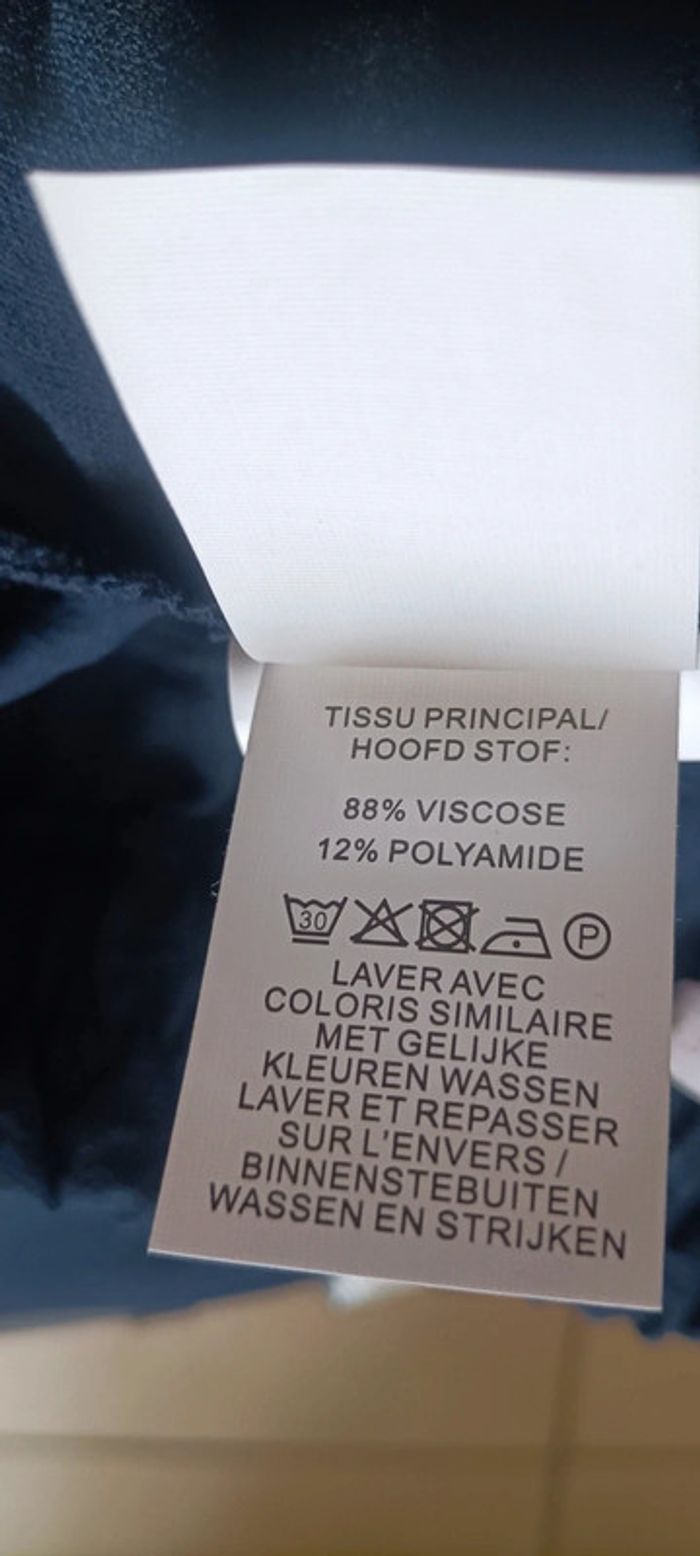 TISSU PRINCIPAL/
HOOFD STOF:
88% VISCOSE
12% POLYAMIDE
30 P
LAVER AVEC
COLORIS SIMILAIRE
MET GELIJKE
KLEUREN WASSEN
LAVER ET REPASSER
SUR L'ENVERS /
BINNENSTEBUITEN
WASSEN EN STRIJKEN